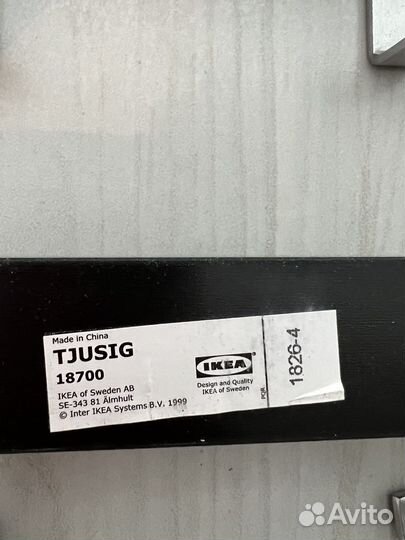 Made in China
TJUSIG
18700
IKEA of Sweden AB
SE-343 81 Älmhult
© Inter IKEA Systems B.V. 1999
IKEA
Design and Quality
IKEA of Sweden
PQR
1826-4
Avito